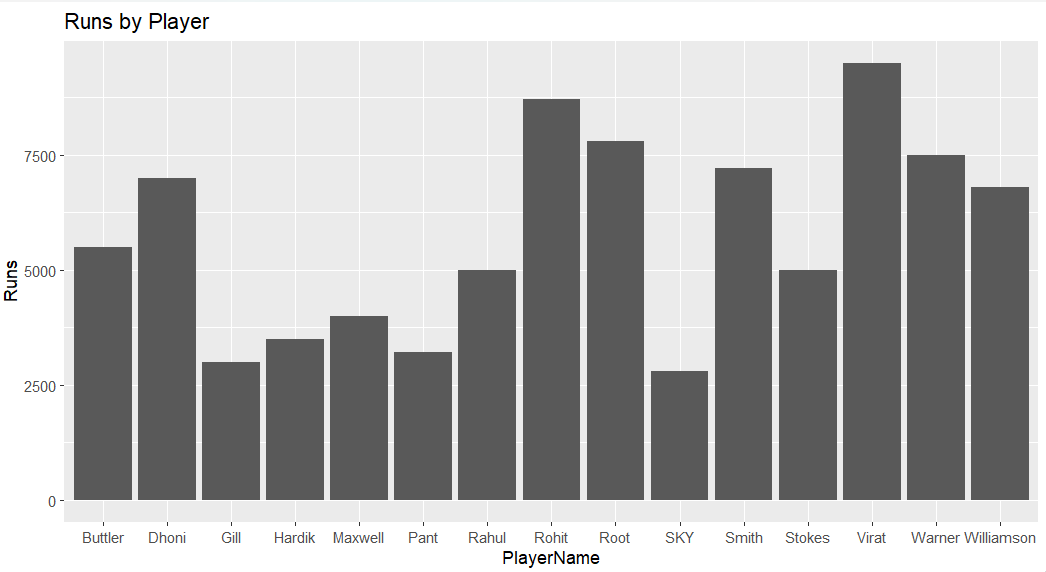 Runs by Player
Runs
7500
5000
2500
0
Buttler Dhoni Gill Hardik Maxwell Pant Rahul Rohit Root SKY Smith Stokes Virat Warner Williamson
PlayerName